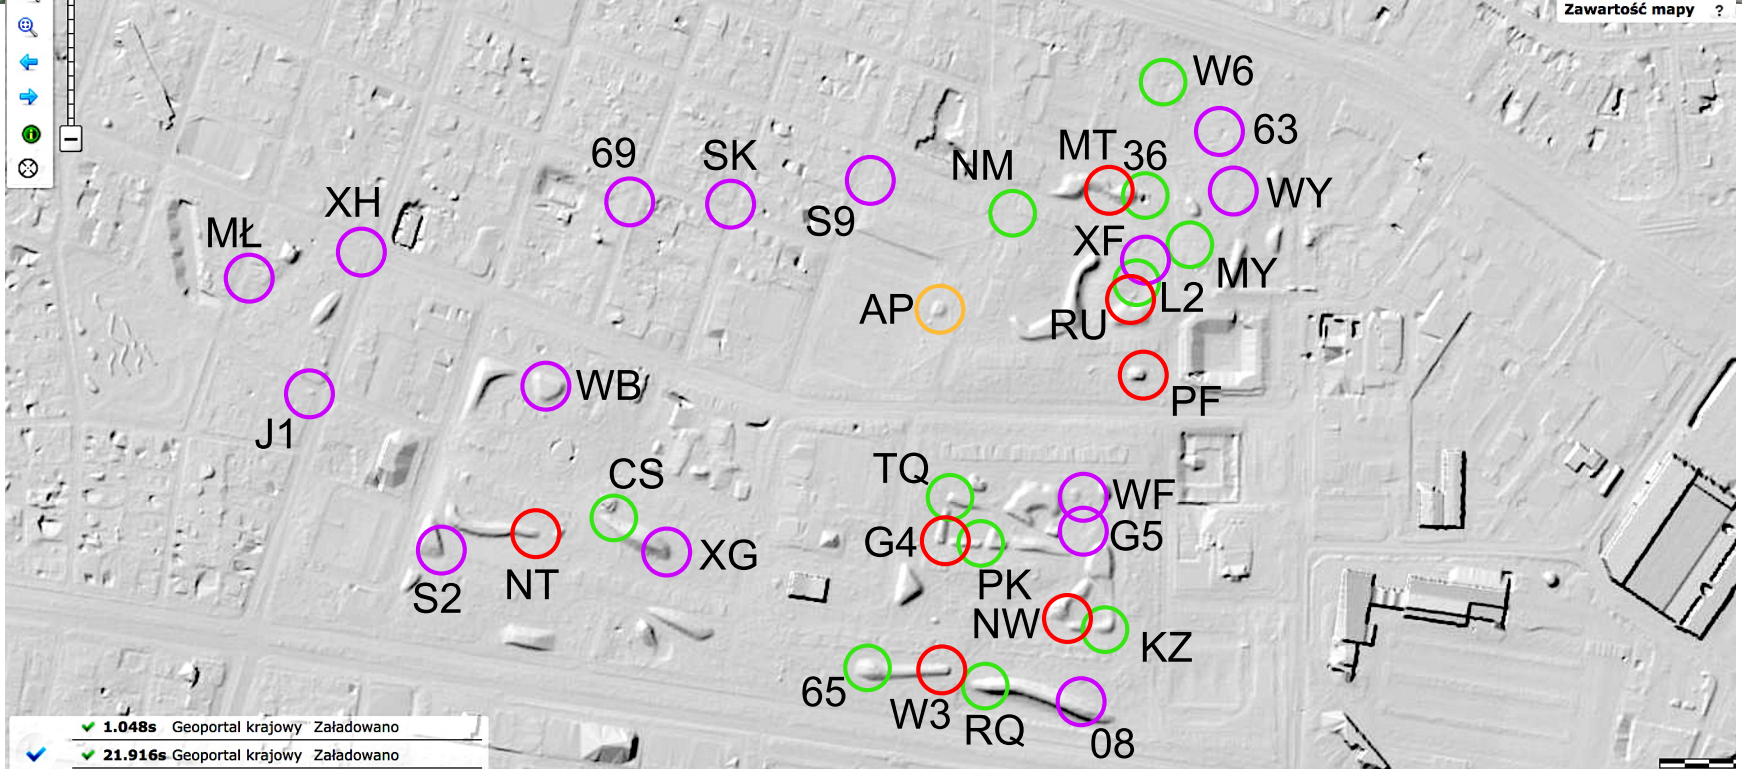 Zawartość mapy ?
W6
63
MT 36
69
SK
NM
WY
XH
S9
MŁ
XF
MY
L2
AP
RU
WB
PF
J1
TQ
CS
WF
G4
G5
XG
PK
S2
NT
NW
KZ
65
W3
RQ
08
1.048s Geoportal krajowy Załadowano
21.916s Geoportal krajowy Załadowano